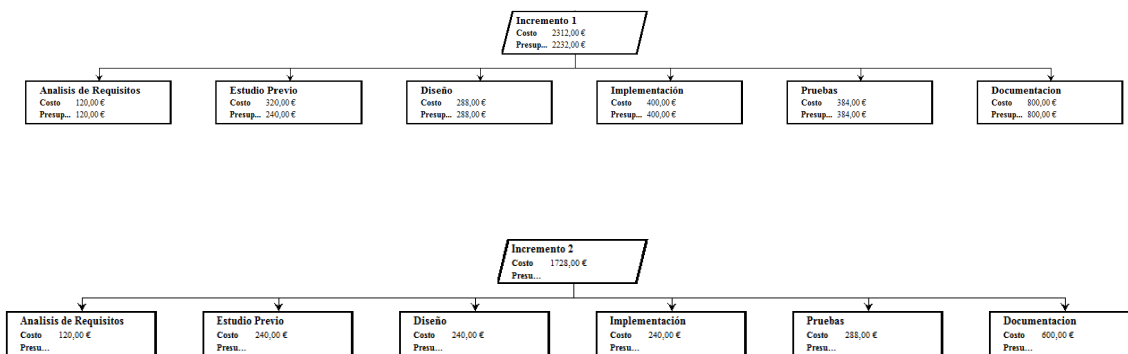 Incremento 1
Costo 2312,00 €
Presup... 2232,00 €
Analisis de Requisitos
Costo 120,00 €
Presup... 120,00 €
Estudio Previo
Costo 320,00 €
Presup... 240,00 €
Diseño
Costo 288,00 €
Presup... 288,00 €
Implementación
Costo 400,00 €
Presup... 400,00 €
Pruebas
Costo 384,00 €
Presup... 384,00 €
Documentacion
Costo 800,00 €
Presup... 800,00 €
Incremento 2
Costo 1728,00 €
Presu...
Analisis de Requisitos
Costo 120,00 €
Presu...
Estudio Previo
Costo 240,00 €
Presu...
Diseño
Costo 240,00 €
Presu...
Implementación
Costo 240,00 €
Presu...
Pruebas
Costo 288,00 €
Presu...
Documentacion
Costo 600,00 €
Presu...